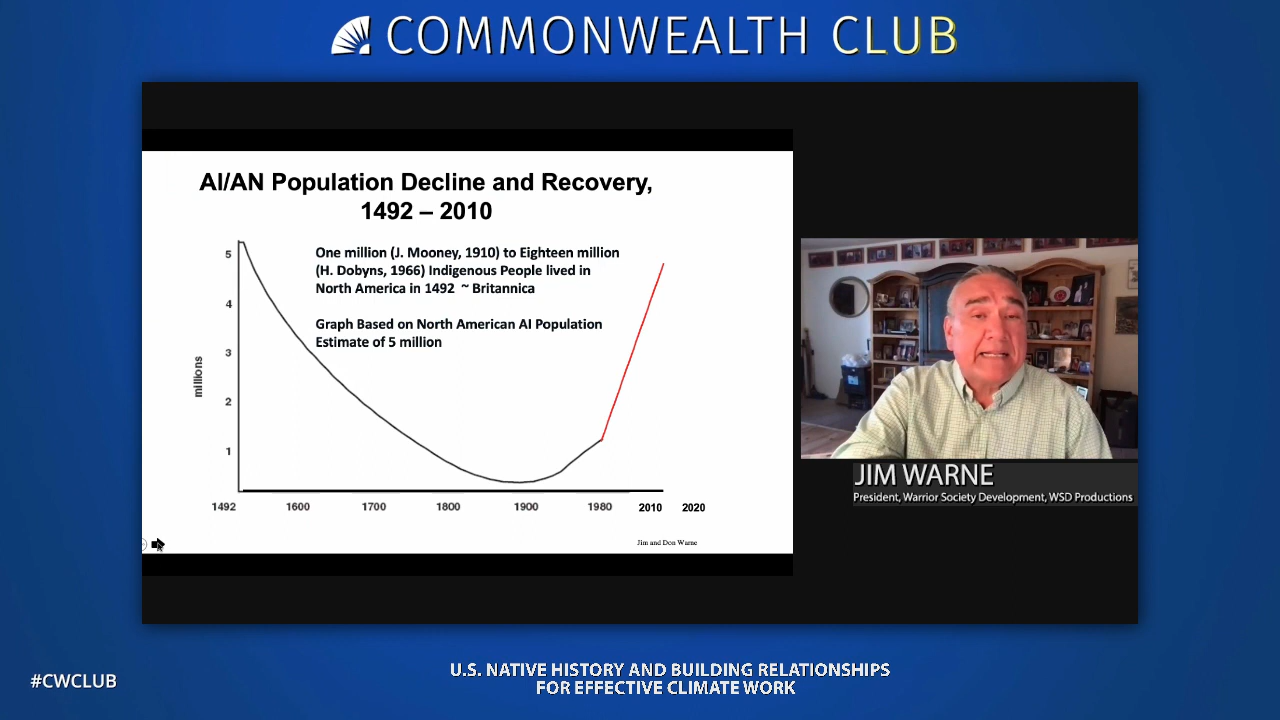 COMMONWEALTH CLUB
AI/AN Population Decline and Recovery,
1492 – 2010
One million (J. Mooney, 1910) to Eighteen million
(H. Dobyns, 1966) Indigenous People lived in
North America in 1492 ~ Britannica
Graph Based on North American AI Population
Estimate of 5 million
millions
5
4
3
2
1
1492 1600 1700 1800 1900 1980 2010 2020
Jim and Don Warne
JIM WARNE
President, Warrior Society Development, WSD Productions
#CWCLUB
U.S. NATIVE HISTORY AND BUILDING RELATIONSHIPS
FOR EFFECTIVE CLIMATE WORK